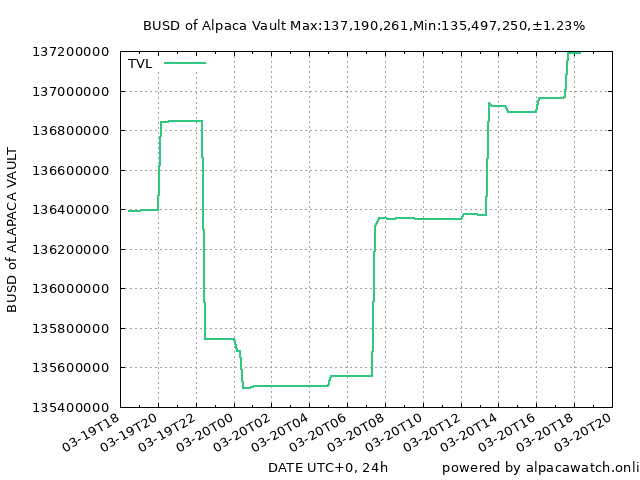 BUSD of Alpaca Vault Max:137,190,261,Min:135,497,250,±1.23%
TVL
137200000
137000000
136800000
136600000
136400000
136200000
136000000
135800000
135600000
135400000
BUSD of ALAPACA VAULT
03-19T18
03-19T20
03-19T22
03-20T00
03-20T02
03-20T04
03-20T06
03-20T08
03-20T10
03-20T12
03-20T14
03-20T16
03-20T18
03-20T20
DATE UTC+0, 24h
powered by alpacawatch.onli